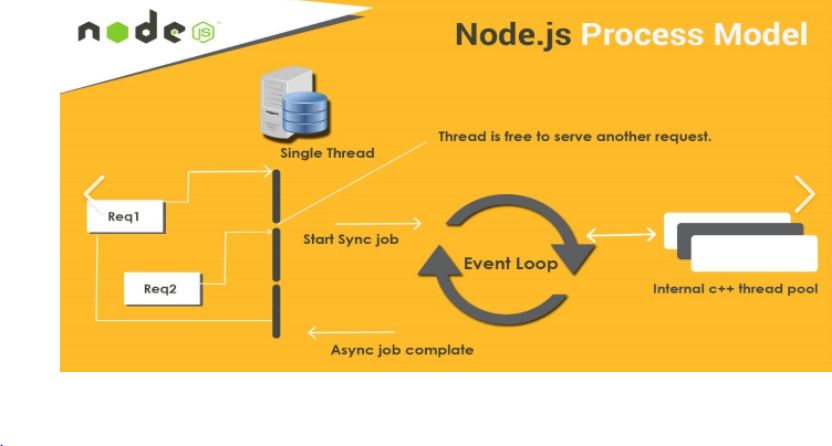 node JS
Node.js Process Model
Single Thread
Thread is free to serve another request.
Req1
Start Sync job
Event Loop
Req2
Internal c++ thread pool
Async job complate